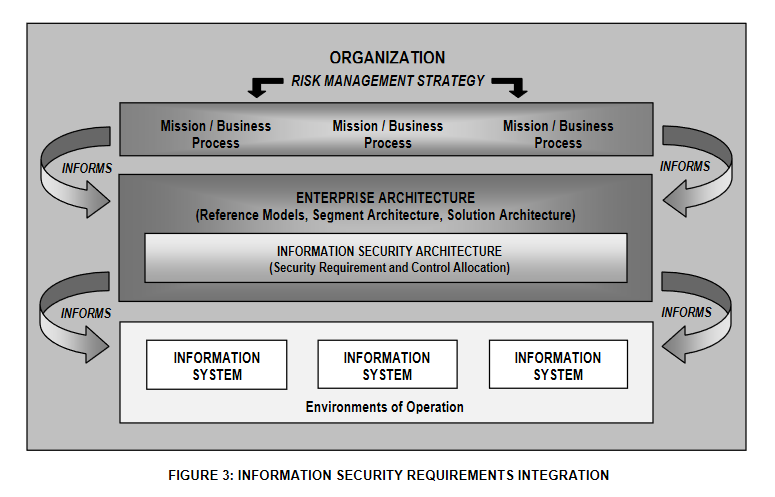 ORGANIZATION
RISK MANAGEMENT STRATEGY
Mission / Business Process
Mission / Business Process
Mission / Business Process
INFORMS
INFORMS
ENTERPRISE ARCHITECTURE
(Reference Models, Segment Architecture, Solution Architecture)
INFORMATION SECURITY ARCHITECTURE
(Security Requirement and Control Allocation)
INFORMS
INFORMS
INFORMATION
SYSTEM
INFORMATION
SYSTEM
INFORMATION
SYSTEM
Environments of Operation
FIGURE 3: INFORMATION SECURITY REQUIREMENTS INTEGRATION